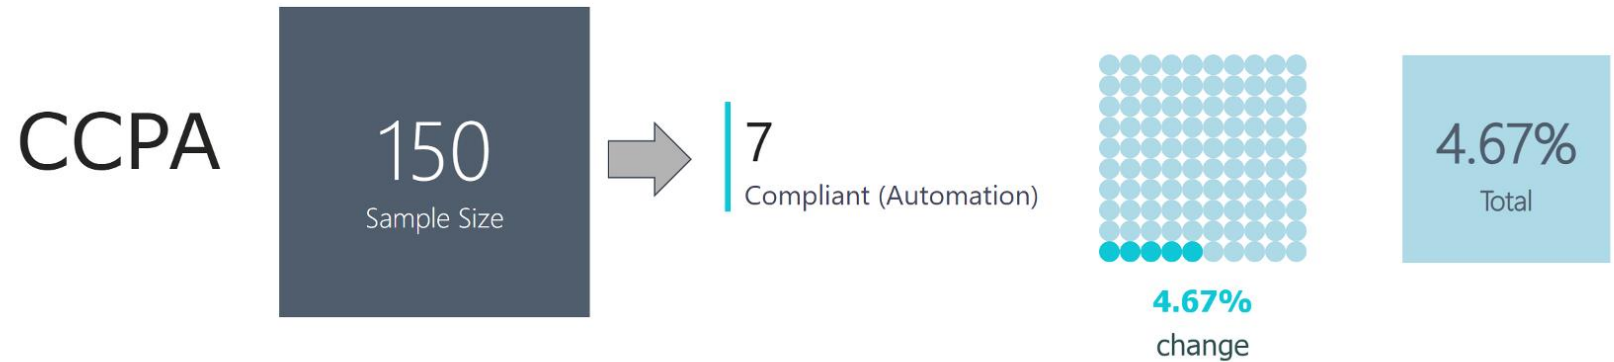 CCPA
150
Sample Size
7
Compliant (Automation)
4.67%
change
4.67%
Total